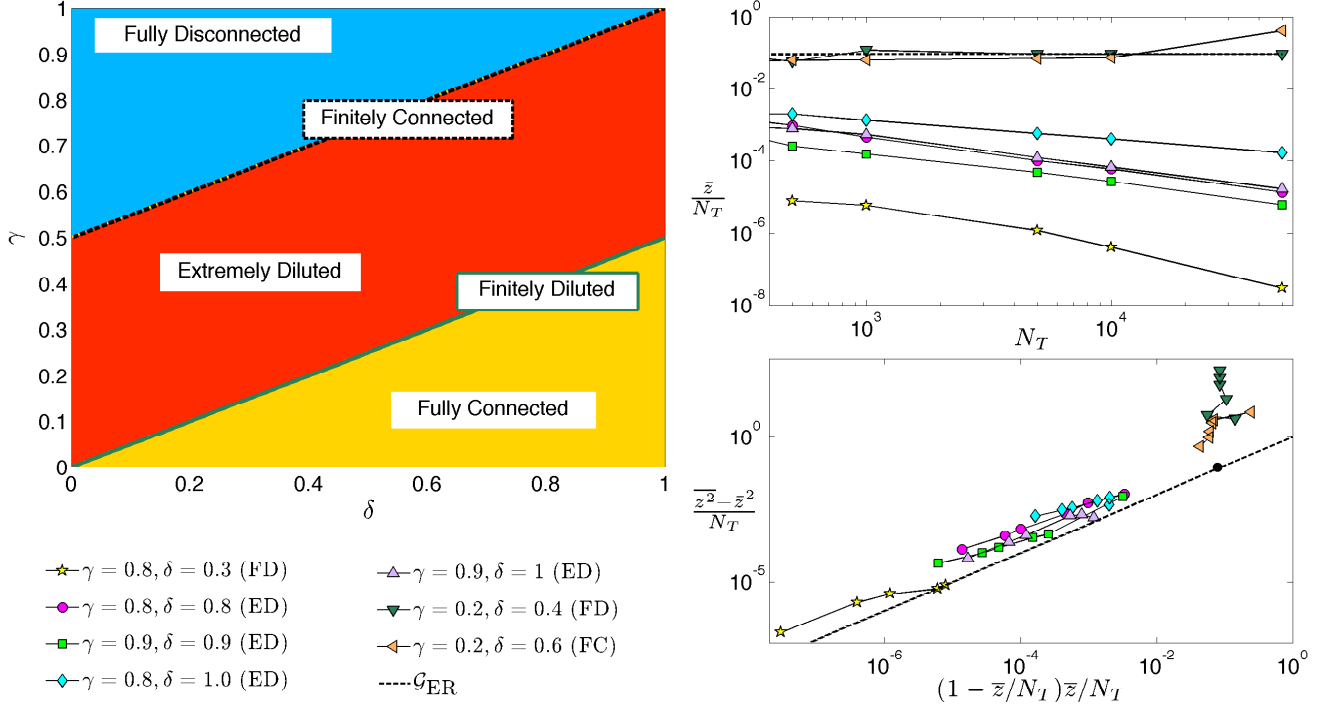 Fully Disconnected
Finitely Connected
Extremely Diluted
Finitely Diluted
Fully Connected
1
0.9
0.8
0.7
0.6
0.5
0.4
0.3
0.2
0.1
0
γ
0 0.2 0.4 0.6 0.8 1
δ
γ = 0.8, δ = 0.3 (FD)
γ = 0.8, δ = 0.8 (ED)
γ = 0.9, δ = 0.9 (ED)
γ = 0.8, δ = 1.0 (ED)
γ = 0.9, δ = 1 (ED)
γ = 0.2, δ = 0.4 (FD)
γ = 0.2, δ = 0.6 (FC)
𝒢_ER
10^0
10^-2
10^-4
10^-6
10^-8
z̄/N_T
10^3 10^4
N_T
10^0
10^-5
(z̄² − z̄²)/N_T
10^-6 10^-4 10^-2 10^0
(1 − z̄/N_T)z̄/N_T